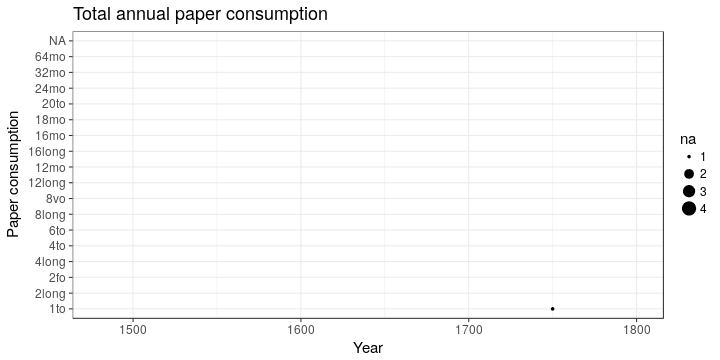 Total annual paper consumption
Paper consumption
NA
64mo
32mo
24mo
20to
18mo
16mo
16long
12mo
12long
8vo
8long
6to
4to
4long
2fo
2long
1to
1500 1600 1700 1800
Year
na
1
2
3
4